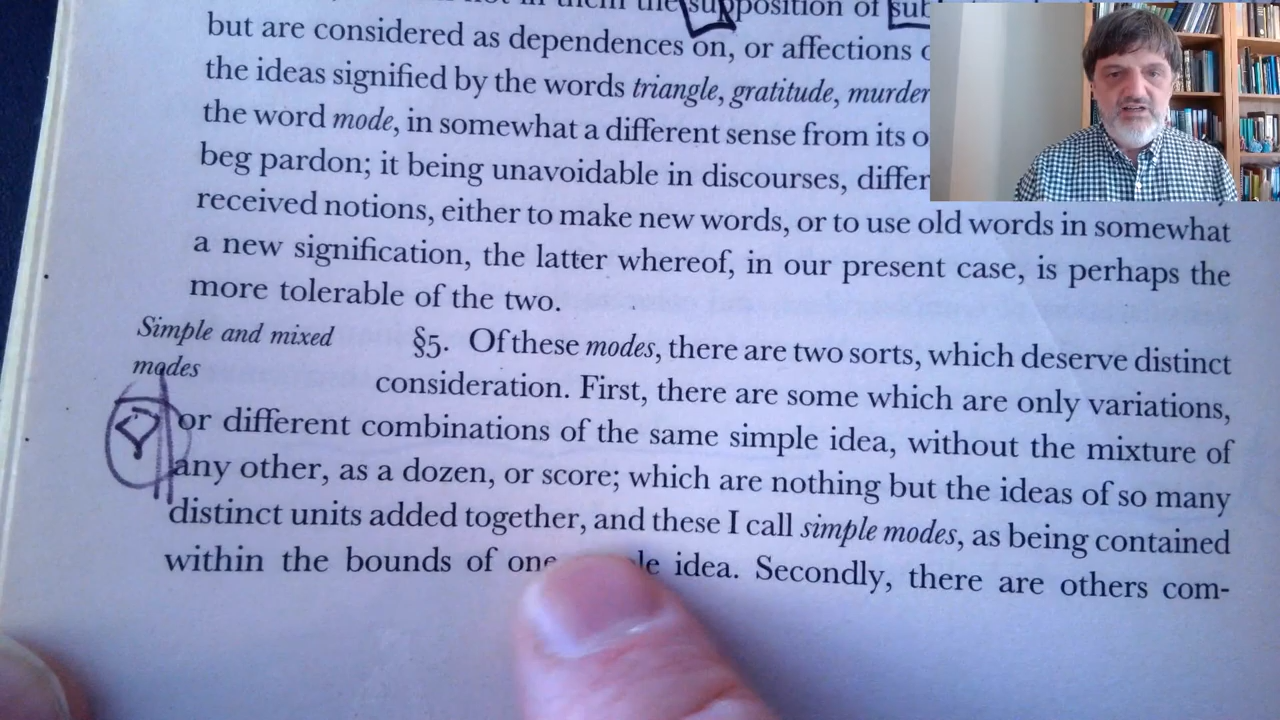 the supposition of
but are considered as dependences on, or affections
the ideas signified by the words triangle, gratitude, murder
the word mode, in somewhat a different sense from its
beg pardon; it being unavoidable in discourses, differ
received notions, either to make new words, or to use old words in somewhat
a new signification, the latter whereof, in our present case, is perhaps the
more tolerable of the two.
Simple and mixed
modes
§5. Of these modes, there are two sorts, which deserve distinct
consideration. First, there are some which are only variations,
or different combinations of the same simple idea, without the mixture of
any other, as a dozen, or score; which are nothing but the ideas of so many
distinct units added together, and these I call simple modes, as being contained
within the bounds of one idea. Secondly, there are others com-